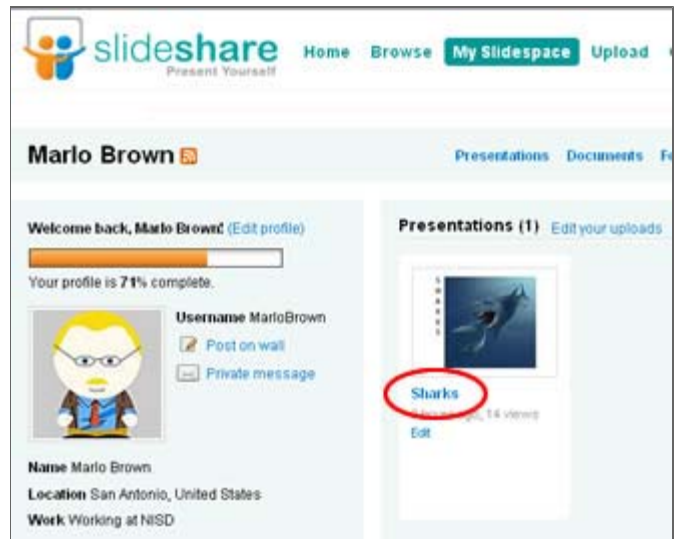 slideshare
Present Yourself
Home Browse My Slidespace Upload
Marlo Brown
Presentations Documents
Welcome back, Marlo Brown! (Edit profile)
Your profile is 71% complete.
Username MarloBrown
Post on wall
Private message
Name Marlo Brown
Location San Antonio, United States
Work Working at NISD
Presentations (1) Edit your uploads
SHARKS
Sharks
ago, 14 views
Edit